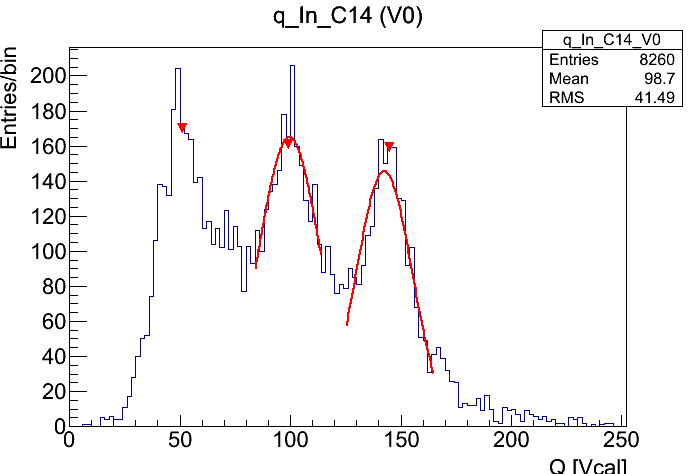 q_In_C14 (V0)
q_In_C14_V0
Entries 8260
Mean 98.7
RMS 41.49
Entries/bin
200
180
160
140
120
100
80
60
40
20
0
0 50 100 150 200 250
Q [Vcal]